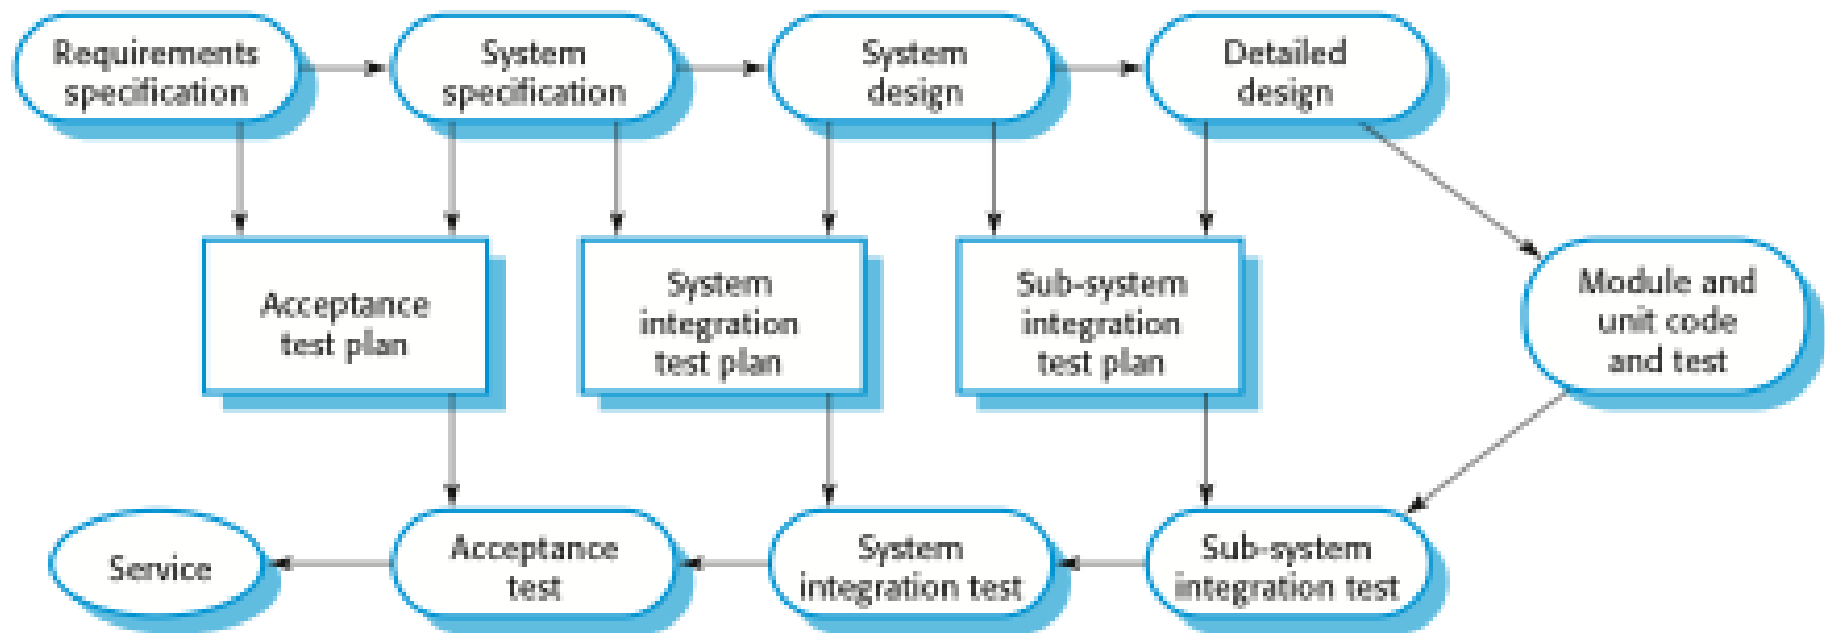 Requirements
specification
System
specification
System
design
Detailed
design
Acceptance
test plan
System
integration
test plan
Sub-system
integration
test plan
Module and
unit code
and test
Service
Acceptance
test
System
integration test
Sub-system
integration test